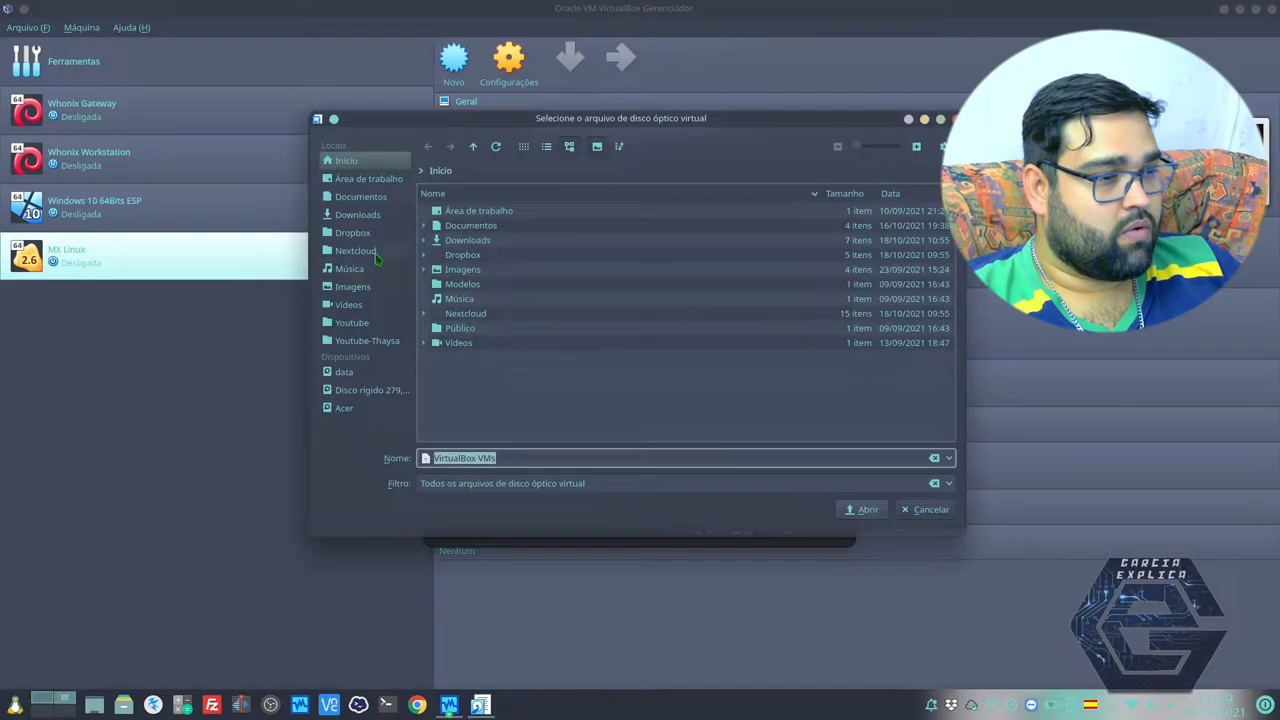 Oracle VM VirtualBox Gerenciador
Arquivo (F) Máquina Ajuda (H)
Ferramentas
Novo Configurações
64 Whonix Gateway
Desligada
64 Whonix Workstation
Desligada
64 10 Windows 10 64Bits ESP
Desligada
64 2.6 MX Linux
Desligada
Geral
Selecione o arquivo de disco óptico virtual
Locais
Início
Área de trabalho
Documentos
Downloads
Dropbox
Nextcloud
Música
Imagens
Vídeos
Youtube
Youtube-Thaysa
Dispositivos
data
Disco rígido 279,...
Acer
Início
Nome Tamanho Data
Área de trabalho 1 item 10/09/2021 21:2
Documentos 4 itens 16/10/2021 19:38
Downloads 7 itens 18/10/2021 10:55
Dropbox 5 itens 18/10/2021 09:55
Imagens 4 itens 23/09/2021 15:24
Modelos 1 item 09/09/2021 16:43
Música 1 item 09/09/2021 16:43
Nextcloud 15 itens 18/10/2021 09:55
Público 1 item 09/09/2021 16:43
Vídeos 1 item 13/09/2021 18:47
Nome: VirtualBox VMs
Filtro: Todos os arquivos de disco óptico virtual
Abrir Cancelar
Nenhum
GARCIA
EXPLICA